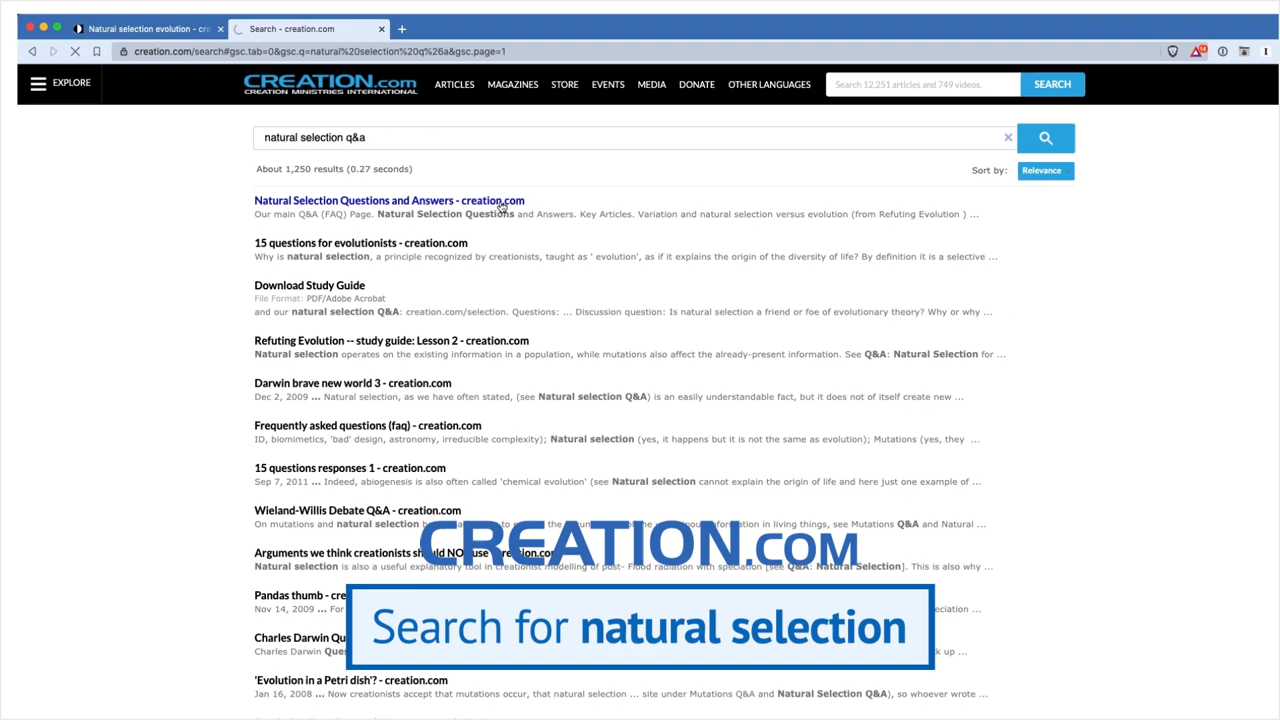 Natural selection evolution - cre
Search - creation.com
creation.com/search#gsc.tab=0&gsc.q=natural%20selection%20q%26a&gsc.page=1
EXPLORE
CREATION.com
CREATION MINISTRIES INTERNATIONAL
ARTICLES MAGAZINES STORE EVENTS MEDIA DONATE OTHER LANGUAGES
Search 12,251 articles and 749 videos.
SEARCH
natural selection q&a
About 1,250 results (0.27 seconds)
Sort by: Relevance
Natural Selection Questions and Answers - creation.com
Our main Q&A (FAQ) Page. Natural Selection Questions and Answers. Key Articles. Variation and natural selection versus evolution (from Refuting Evolution ) ...
15 questions for evolutionists - creation.com
Why is natural selection, a principle recognized by creationists, taught as ' evolution', as if it explains the origin of the diversity of life? By definition it is a selective ...
Download Study Guide
File Format: PDF/Adobe Acrobat
and our natural selection Q&A: creation.com/selection. Questions: ... Discussion question: Is natural selection a friend or foe of evolutionary theory? Why or why ...
Refuting Evolution -- study guide: Lesson 2 - creation.com
Natural selection operates on the existing information in a population, while mutations also affect the already-present information. See Q&A: Natural Selection for ...
Darwin brave new world 3 - creation.com
Dec 2, 2009 ... Natural selection, as we have often stated, (see Natural selection Q&A) is an easily understandable fact, but it does not of itself create new ...
Frequently asked questions (faq) - creation.com
ID, biomimetics, 'bad' design, astronomy, irreducible complexity); Natural selection (yes, it happens but it is not the same as evolution); Mutations (yes, they ...
15 questions responses 1 - creation.com
Sep 7, 2011 ... Indeed, abiogenesis is also often called 'chemical evolution' (see Natural selection cannot explain the origin of life and here just one example of ...
Wieland-Willis Debate Q&A - creation.com
On mutations and natural selection information in living things, see Mutations Q&A and Natural ...
Arguments we think creationists should NOT use - creation.com
Natural selection is also a useful explanatory tool in creationist modelling of post- Flood radiation with speciation [see Q&A: Natural Selection]. This is also why ...
Pandas thumb - cre
Nov 14, 2009 ... For
Charles Darwin Qu
Charles Darwin Ques
k up ...
'Evolution in a Petri dish'? - creation.com
Jan 16, 2008 ... Now creationists accept that mutations occur, that natural selection ... site under Mutations Q&A and Natural Selection Q&A), so whoever wrote ...
CREATION.COM
Search for natural selection